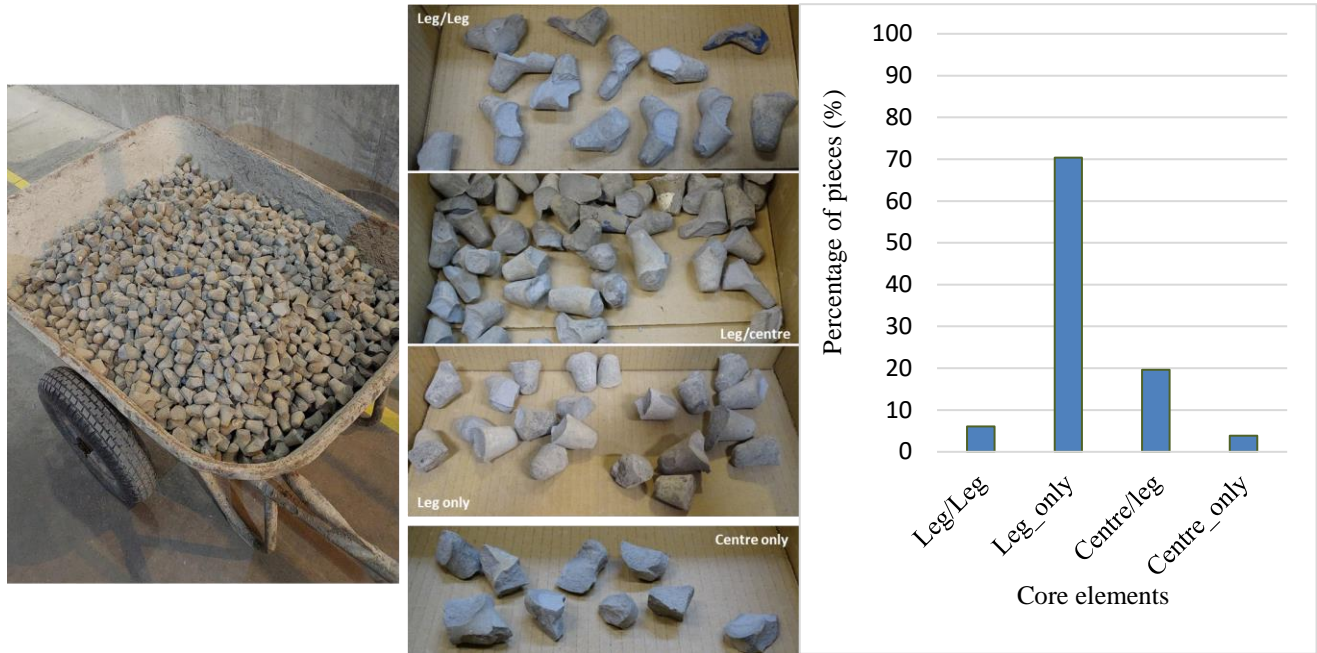 Leg/Leg
Leg/centre
Leg only
Centre only
100
90
80
70
60
50
40
30
20
10
0
Percentage of pieces (%)
Leg/Leg
Leg_only
Centre/leg
Centre_only
Core elements